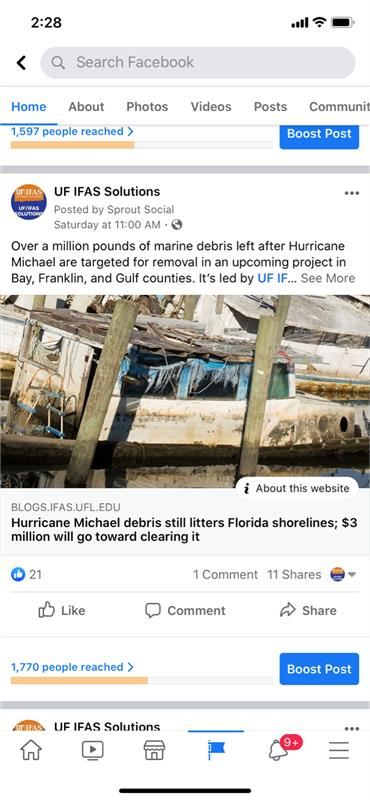 2:28
Search Facebook
Home About Photos Videos Posts Communit
1,597 people reached >
Boost Post
UF IFAS
UF/IFAS
SOLUTIONS
UF IFAS Solutions
Posted by Sprout Social
Saturday at 11:00 AM ·
Over a million pounds of marine debris left after Hurricane
Michael are targeted for removal in an upcoming project in
Bay, Franklin, and Gulf counties. It's led by UF IF... See More
i About this website
BLOGS.IFAS.UFL.EDU
Hurricane Michael debris still litters Florida shorelines; $3
million will go toward clearing it
21 1 Comment 11 Shares
Like Comment Share
1,770 people reached >
Boost Post
UF IFAS
UF IFAS Solutions
9+